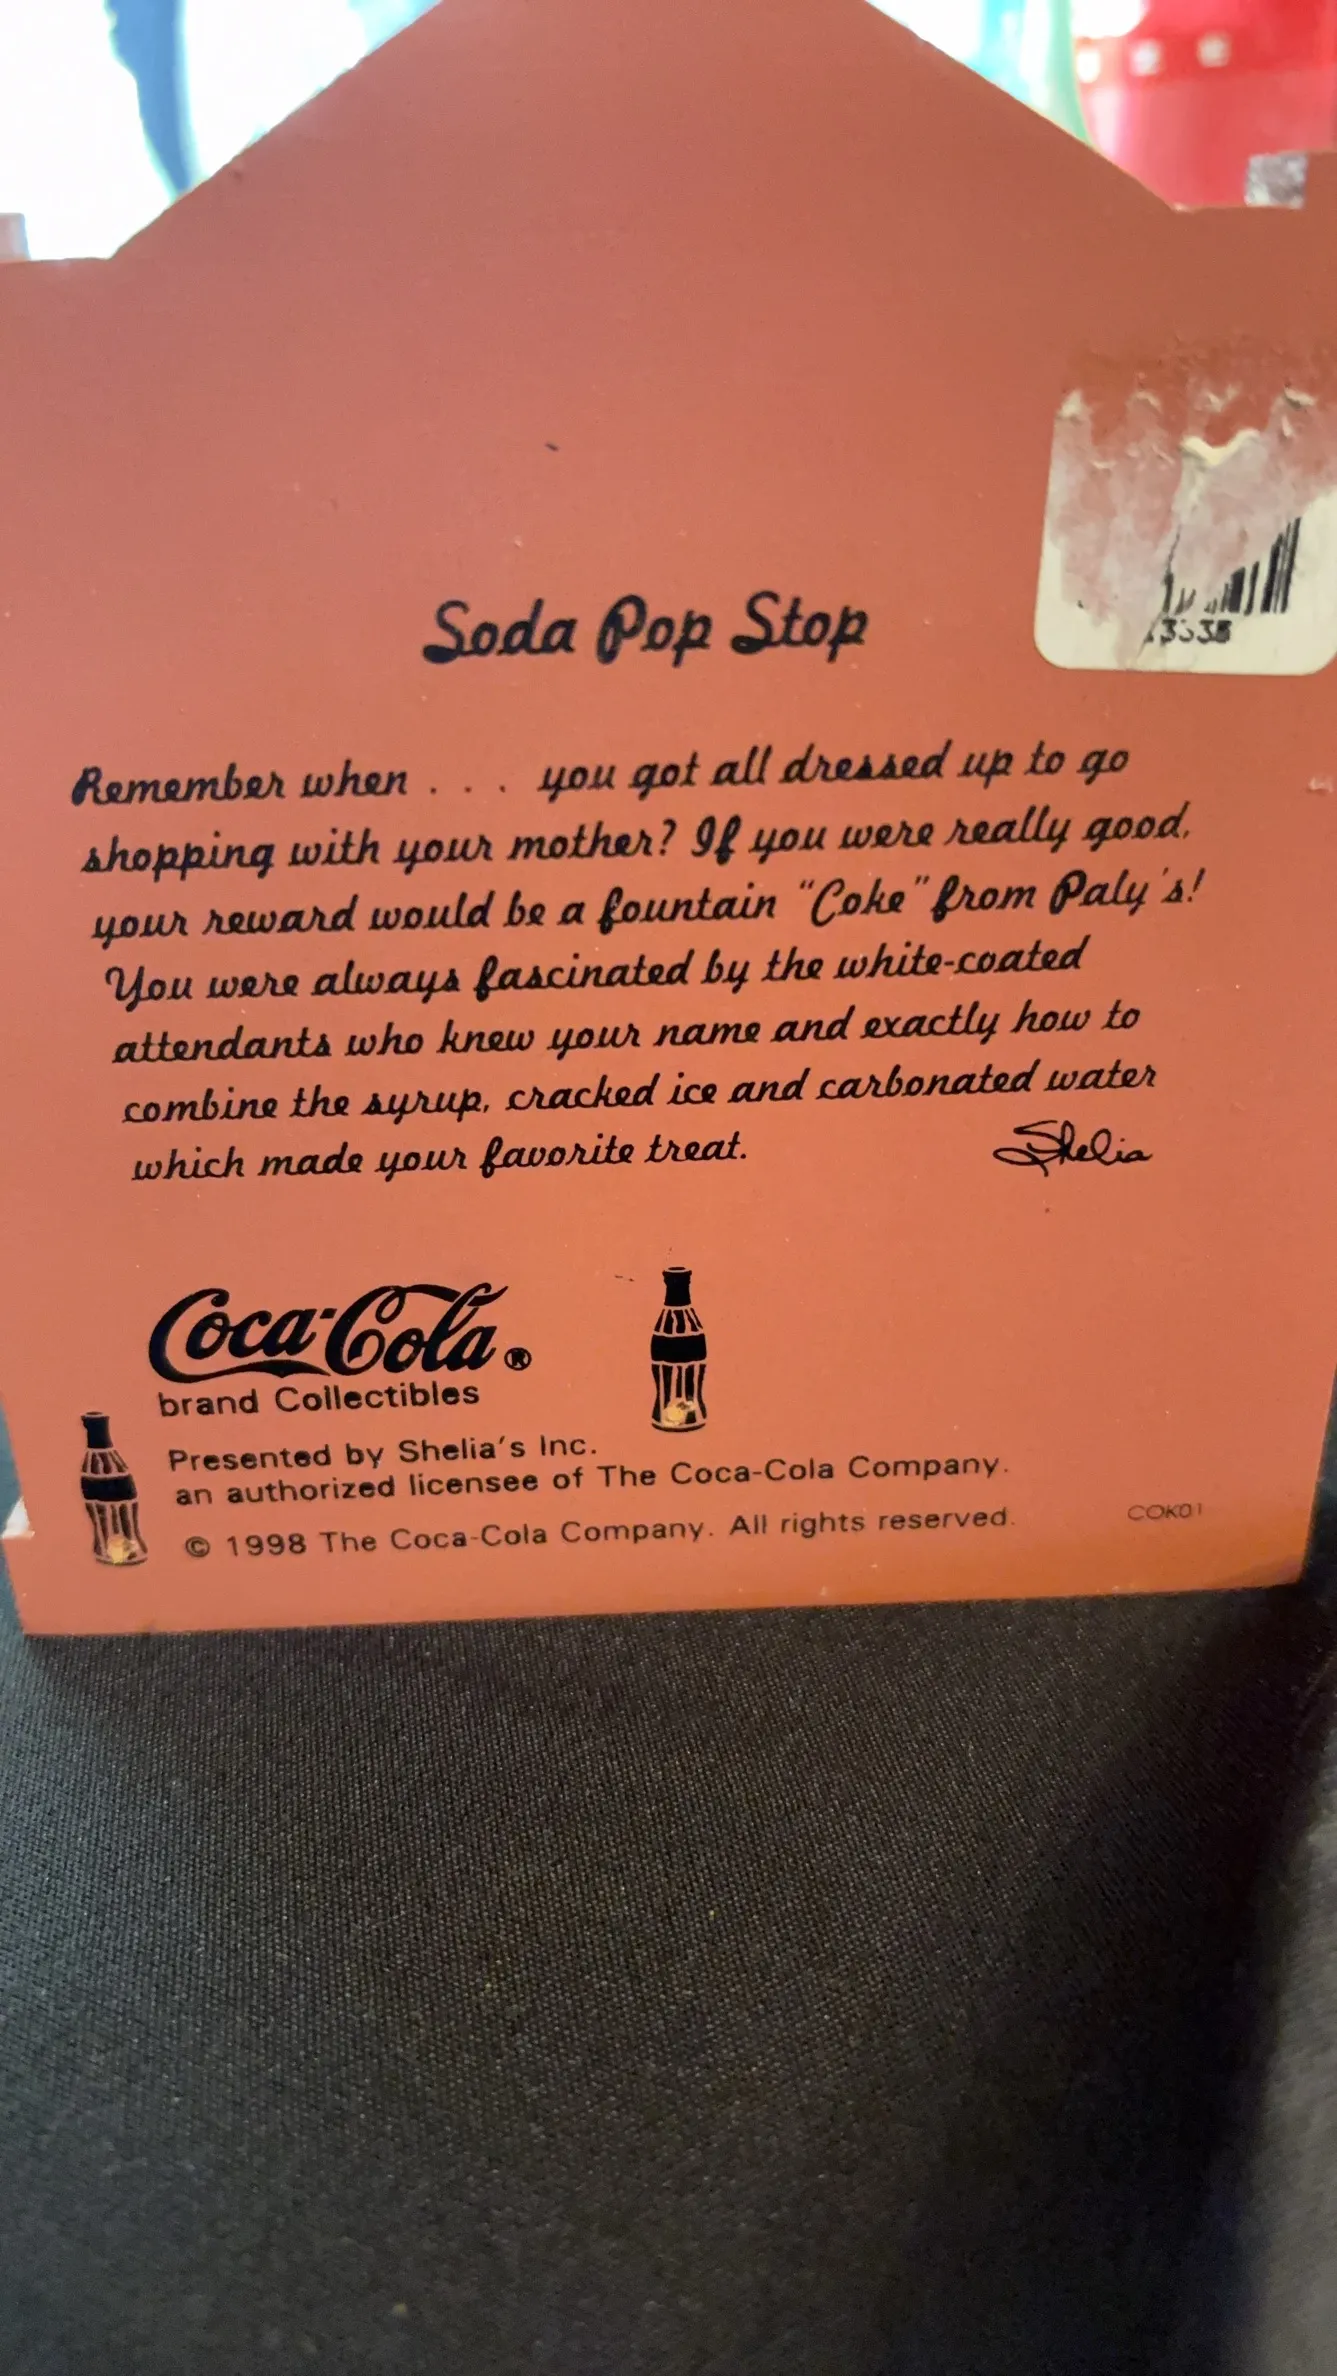 Soda Pop Stop
Remember when . . . you got all dressed up to go
shopping with your mother? If you were really good,
your reward would be a fountain "Coke" from Paly's!
You were always fascinated by the white-coated
attendants who knew your name and exactly how to
combine the syrup, cracked ice and carbonated water
which made your favorite treat.
Shelia
Coca-Cola®
brand Collectibles
Presented by Shelia's Inc.
an authorized licensee of The Coca-Cola Company.
© 1998 The Coca-Cola Company. All rights reserved.
COK01